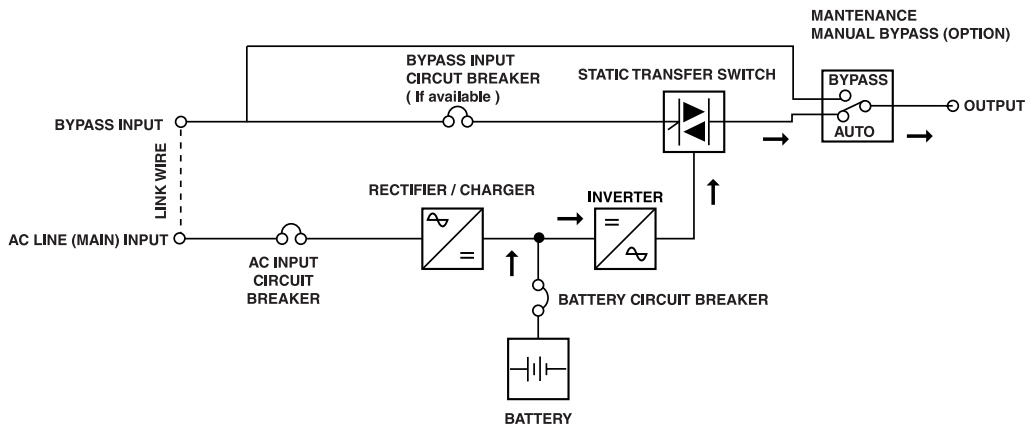 MANTENANCE
MANUAL BYPASS (OPTION)
BYPASS INPUT
CIRCUT BREAKER
( If available )
STATIC TRANSFER SWITCH
BYPASS
AUTO
OUTPUT
BYPASS INPUT
LINK WIRE
RECTIFIER / CHARGER
INVERTER
AC LINE (MAIN) INPUT
AC INPUT
CIRCUIT
BREAKER
BATTERY CIRCUIT BREAKER
BATTERY